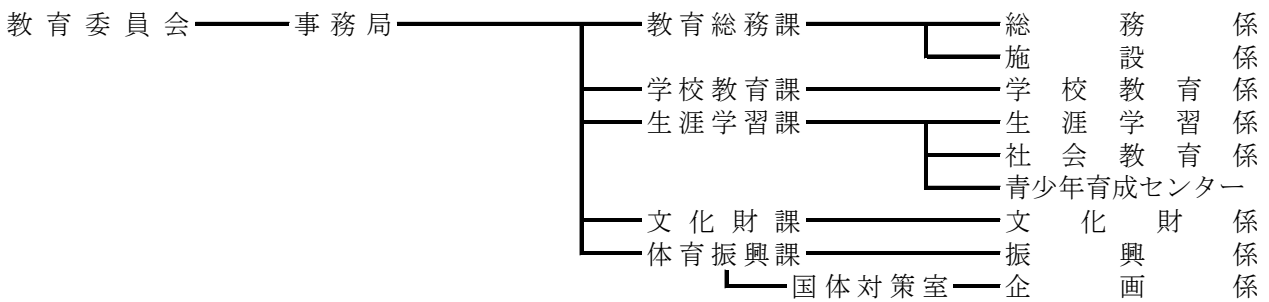 教育委員会 事務局 教育総務課 総務係
施設係
学校教育課 学校教育係
生涯学習課 生涯学習係
社会教育係
青少年育成センター
文化財課 文化財係
体育振興課 振興係
国体対策室 企画係